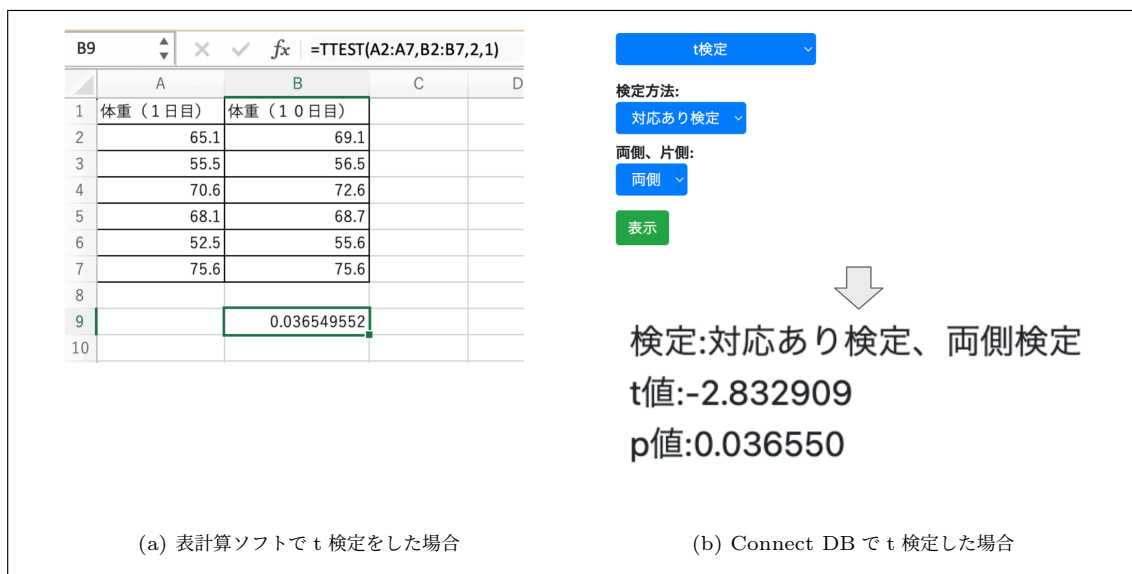 B9 fx =TTEST(A2:A7,B2:B7,2,1)
A B C D
1 体重（1日目） 体重（10日目）
2 65.1 69.1
3 55.5 56.5
4 70.6 72.6
5 68.1 68.7
6 52.5 55.6
7 75.6 75.6
8
9 0.036549552
10
(a) 表計算ソフトで t 検定をした場合
t検定
検定方法:
対応あり検定
両側、片側:
両側
表示
検定:対応あり検定、両側検定
t値:-2.832909
p値:0.036550
(b) Connect DB で t 検定した場合